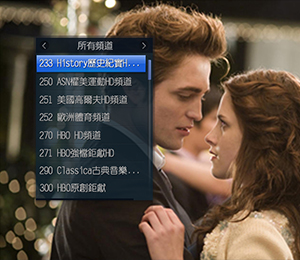 所有頻道
233 History歷史紀實H...
250 ASN權美運動HD頻道
251 美國高爾夫HD頻道
252 歐洲體育頻道
270 HBO HD頻道
271 HBO強檔鉅獻HD
290 Classica古典音樂...
300 HBO原創鉅獻